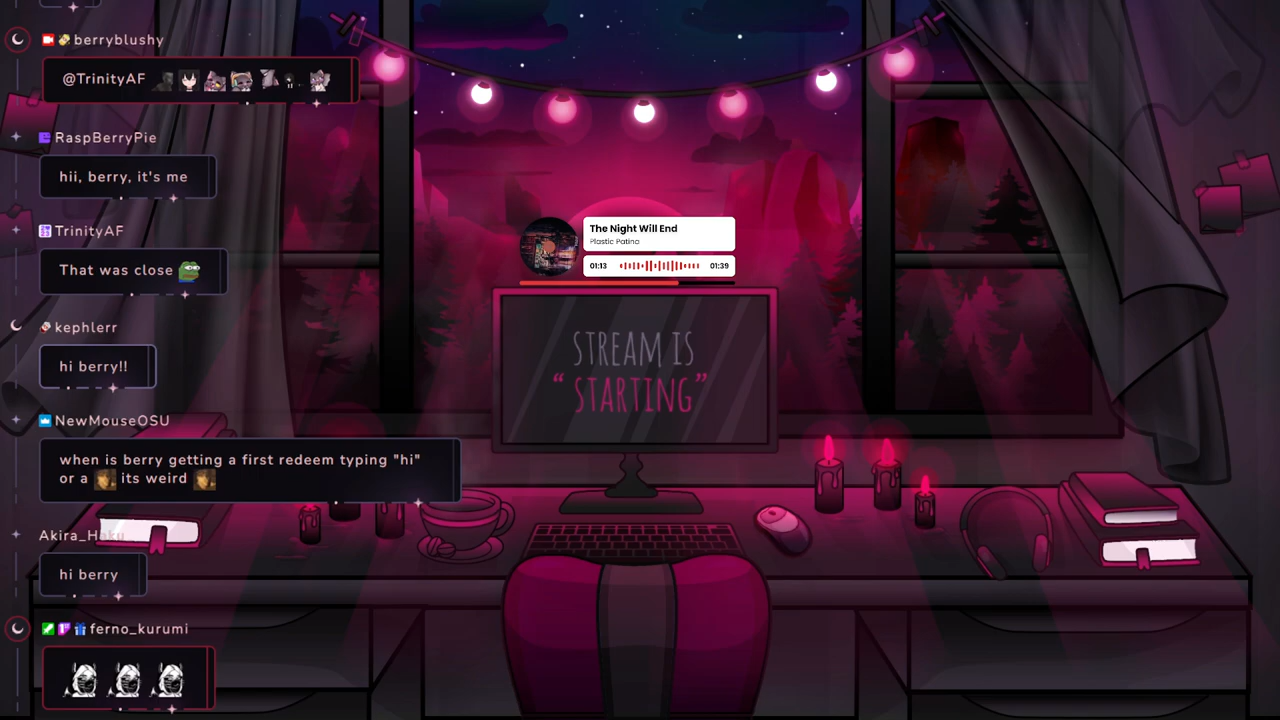 berryblushy
@TrinityAF
RaspBerryPie
hii, berry, it's me
TrinityAF
That was close
kephlerr
hi berry!!
NewMouseOSU
when is berry getting a first redeem typing "hi"
or a its weird
Akira_Hoku
hi berry
ferno_kurumi
The Night Will End
Plastic Patino
01:13 01:39
STREAM IS
“ STARTING”